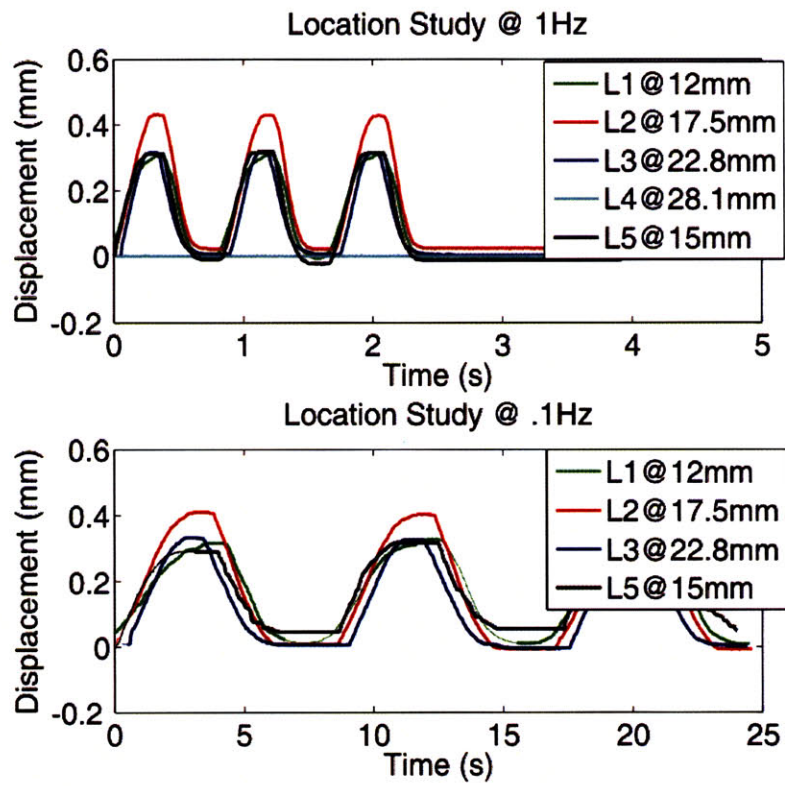 Location Study @ 1Hz
Displacement (mm)
0.6
0.4
0.2
0
-0.2
0
1
2
3
4
5
Time (s)
L1@12mm
L2@17.5mm
L3@22.8mm
L4@28.1mm
L5@15mm
Location Study @ .1Hz
Displacement (mm)
0.6
0.4
0.2
0
-0.2
0
5
10
15
20
25
Time (s)
L1@12mm
L2@17.5mm
L3@22.8mm
L5@15mm